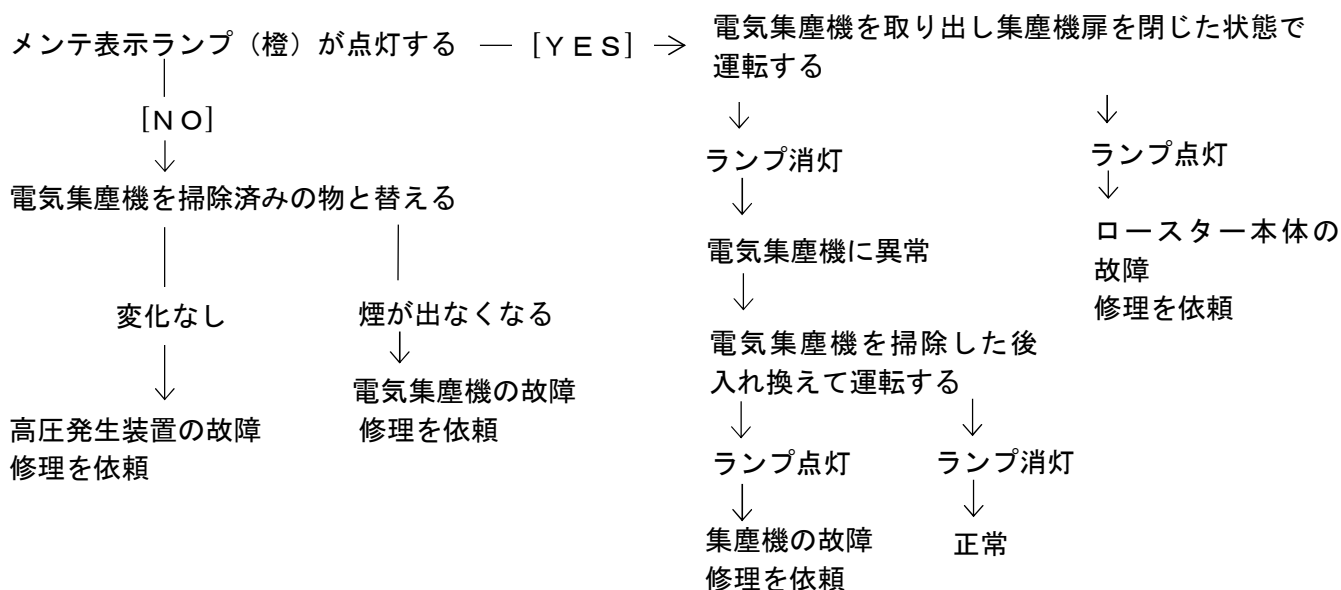 メンテ表示ランプ（橙）が点灯する ― [ＹＥＳ] →
[ＮＯ]
電気集塵機を掃除済みの物と替える
変化なし
煙が出なくなる
高圧発生装置の故障
修理を依頼
電気集塵機の故障
修理を依頼
電気集塵機を取り出し集塵機扉を閉じた状態で
運転する
ランプ消灯
電気集塵機に異常
電気集塵機を掃除した後
入れ換えて運転する
ランプ点灯
集塵機の故障
修理を依頼
ランプ消灯
正常
ランプ点灯
ロースター本体の
故障
修理を依頼